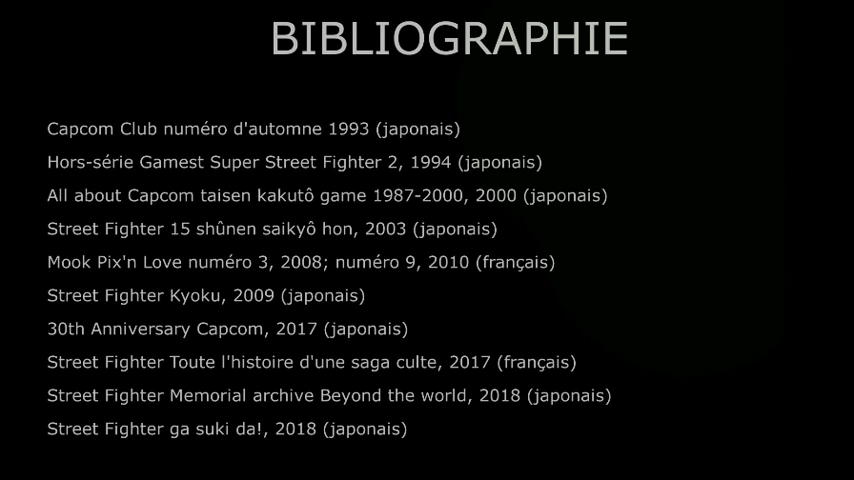 BIBLIOGRAPHIE
Capcom Club numéro d'automne 1993 (japonais)
Hors-série Gamest Super Street Fighter 2, 1994 (japonais)
All about Capcom taisen kakutô game 1987-2000, 2000 (japonais)
Street Fighter 15 shûnen saikyô hon, 2003 (japonais)
Mook Pix'n Love numéro 3, 2008; numéro 9, 2010 (français)
Street Fighter Kyoku, 2009 (japonais)
30th Anniversary Capcom, 2017 (japonais)
Street Fighter Toute l'histoire d'une saga culte, 2017 (français)
Street Fighter Memorial archive Beyond the world, 2018 (japonais)
Street Fighter ga suki da!, 2018 (japonais)